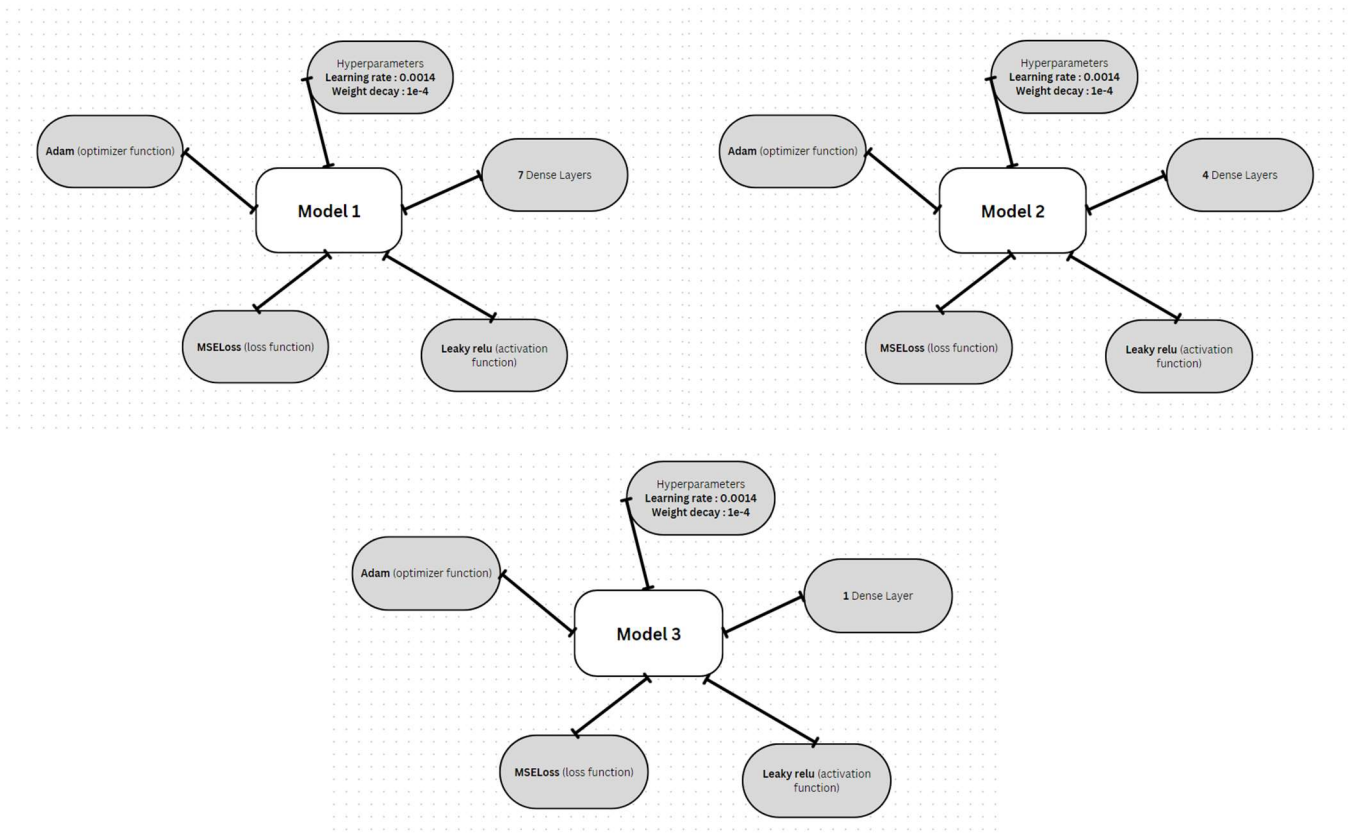 Hyperparameters
Learning rate : 0.0014
Weight decay : 1e-4
Adam (optimizer function)
7 Dense Layers
Model 1
MSELoss (loss function)
Leaky relu (activation
function)
Hyperparameters
Learning rate : 0.0014
Weight decay : 1e-4
Adam (optimizer function)
4 Dense Layers
Model 2
MSELoss (loss function)
Leaky relu (activation
function)
Hyperparameters
Learning rate : 0.0014
Weight decay : 1e-4
Adam (optimizer function)
1 Dense Layer
Model 3
MSELoss (loss function)
Leaky relu (activation
function)